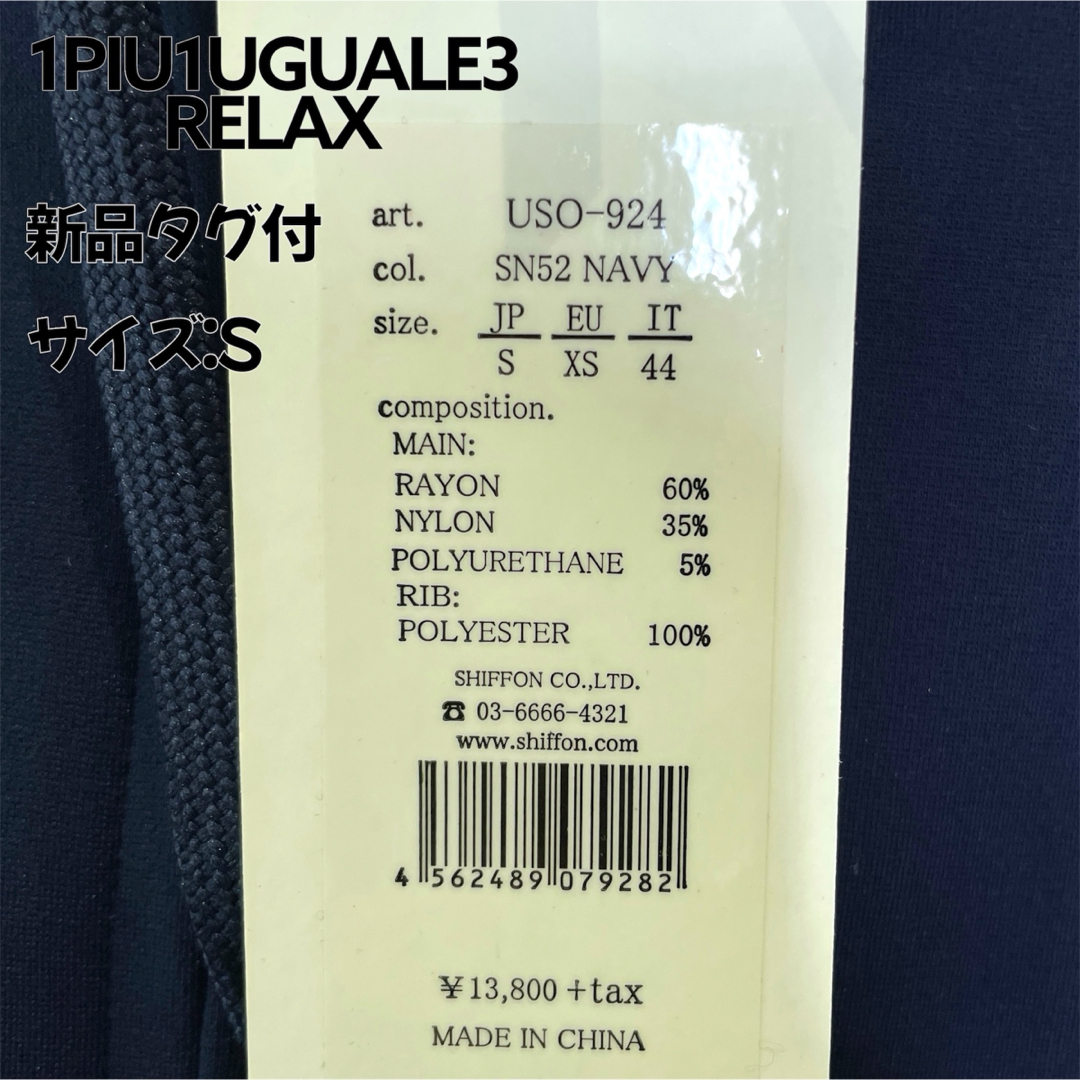 1PIU1UGUALE3
RELAX
新品タグ付
サイズ:S
art. USO-924
col. SN52 NAVY
size. JP EU IT
S XS 44
composition.
MAIN:
RAYON 60%
NYLON 35%
POLYURETHANE 5%
RIB:
POLYESTER 100%
SHIFFON CO.,LTD.
☎ 03-6666-4321
www.shiffon.com
4 562489 079282
¥13,800 +tax
MADE IN CHINA